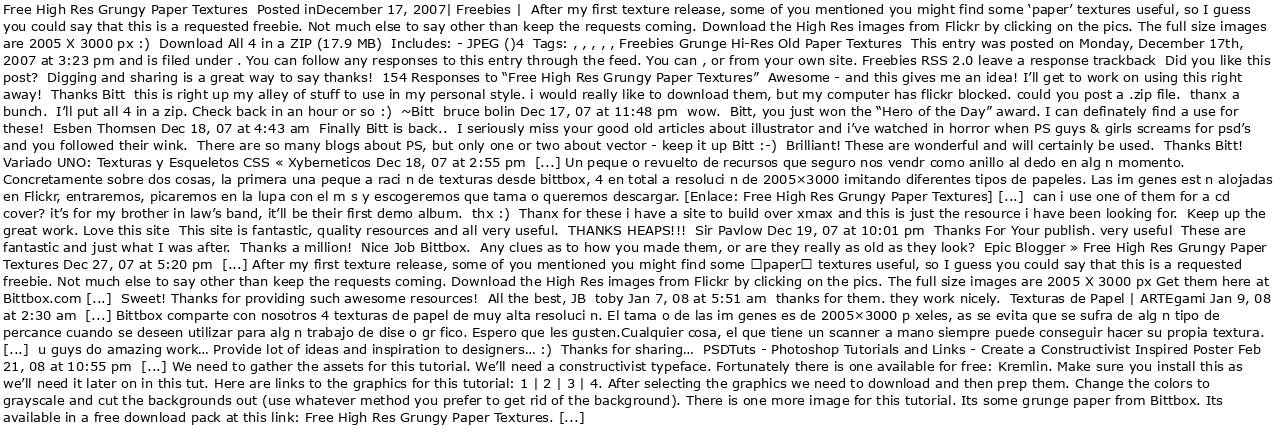 Free High Res Grungy Paper Textures  Posted inDecember 17, 2007| Freebies |  After my first texture release, some of you mentioned you might find some ‘paper’ textures useful, so I guess
you could say that this is a requested freebie. Not much else to say other than keep the requests coming. Download the High Res images from Flickr by clicking on the pics. The full size images
are 2005 X 3000 px :)  Download All 4 in a ZIP (17.9 MB)  Includes: - JPEG ()4  Tags: , , , , , Freebies Grunge Hi-Res Old Paper Textures  This entry was posted on Monday, December 17th,
2007 at 3:23 pm and is filed under . You can follow any responses to this entry through the feed. You can , or from your own site. Freebies RSS 2.0 leave a response trackback  Did you like this
post?  Digging and sharing is a great way to say thanks!  154 Responses to “Free High Res Grungy Paper Textures”  Awesome - and this gives me an idea! I’ll get to work on using this right
away!  Thanks Bitt  this is right up my alley of stuff to use in my personal style. i would really like to download them, but my computer has flickr blocked. could you post a .zip file.  thanx a
bunch.  I’ll put all 4 in a zip. Check back in an hour or so :)  ~Bitt  bruce bolin Dec 17, 07 at 11:48 pm  wow.  Bitt, you just won the “Hero of the Day” award. I can definately find a use for
these!  Esben Thomsen Dec 18, 07 at 4:43 am  Finally Bitt is back..  I seriously miss your good old articles about illustrator and i’ve watched in horror when PS guys & girls screams for psd’s
and you followed their wink.  There are so many blogs about PS, but only one or two about vector - keep it up Bitt :-)  Brilliant! These are wonderful and will certainly be used.  Thanks Bitt!
Variado UNO: Texturas y Esqueletos CSS « Xyberneticos Dec 18, 07 at 2:55 pm  [...] Un peque o revuelto de recursos que seguro nos vendr como anillo al dedo en alg n momento.
Concretamente sobre dos cosas, la primera una peque a raci n de texturas desde bittbox, 4 en total a resoluci n de 2005×3000 imitando diferentes tipos de papeles. Las im genes est n alojadas
en Flickr, entraremos, picaremos en la lupa con el m s y escogeremos que tama o queremos descargar. [Enlace: Free High Res Grungy Paper Textures] [...]  can i use one of them for a cd
cover? it’s for my brother in law’s band, it’ll be their first demo album.  thx :)  Thanx for these i have a site to build over xmax and this is just the resource i have been looking for.  Keep up the
great work. Love this site  This site is fantastic, quality resources and all very useful.  THANKS HEAPS!!!  Sir Pavlow Dec 19, 07 at 10:01 pm  Thanks For Your publish. very useful  These are
fantastic and just what I was after.  Thanks a million!  Nice Job Bittbox.  Any clues as to how you made them, or are they really as old as they look?  Epic Blogger » Free High Res Grungy Paper
Textures Dec 27, 07 at 5:20 pm  [...] After my first texture release, some of you mentioned you might find some □paper□ textures useful, so I guess you could say that this is a requested
freebie. Not much else to say other than keep the requests coming. Download the High Res images from Flickr by clicking on the pics. The full size images are 2005 X 3000 px Get them here at
Bittbox.com [...]  Sweet! Thanks for providing such awesome resources!  All the best, JB  toby Jan 7, 08 at 5:51 am  thanks for them. they work nicely.  Texturas de Papel | ARTEgami Jan 9, 08
at 2:30 am  [...] Bittbox comparte con nosotros 4 texturas de papel de muy alta resoluci n. El tama o de las im genes es de 2005×3000 p xeles, as se evita que se sufra de alg n tipo de
percance cuando se deseen utilizar para alg n trabajo de dise o gr fico. Espero que les gusten.Cualquier cosa, el que tiene un scanner a mano siempre puede conseguir hacer su propia textura.
[...]  u guys do amazing work… Provide lot of ideas and inspiration to designers… :)  Thanks for sharing…  PSDTuts - Photoshop Tutorials and Links - Create a Constructivist Inspired Poster Feb
21, 08 at 10:55 pm  [...] We need to gather the assets for this tutorial. We’ll need a constructivist typeface. Fortunately there is one available for free: Kremlin. Make sure you install this as
we’ll need it later on in this tut. Here are links to the graphics for this tutorial: 1 | 2 | 3 | 4. After selecting the graphics we need to download and then prep them. Change the colors to
grayscale and cut the backgrounds out (use whatever method you prefer to get rid of the background). There is one more image for this tutorial. Its some grunge paper from Bittbox. Its
available in a free download pack at this link: Free High Res Grungy Paper Textures. [...]